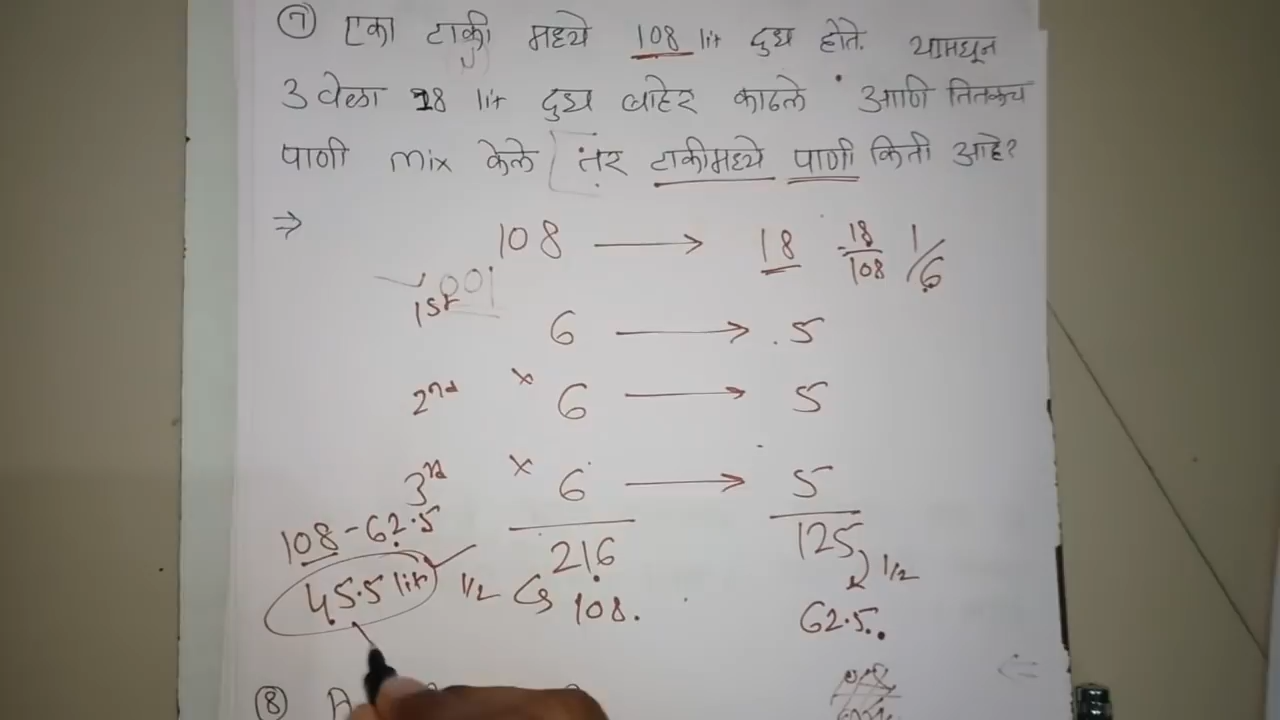 ⑦ एका टाकी मध्ये 108 lit दुध होते. यामधून
3 वेळा 18 lit दुध बाहेर काढले आणि तितकच
पाणी mix केले तर टाकीमध्ये पाणी किती आहे?
⇒
108 → 18 18/108 1/6
1st 6 → 5
2nd × 6 → 5
3rd × 6 → 5
108-62.5 216 125
45.5 lit 1/2 108. 1/2
62.5
⑧ A